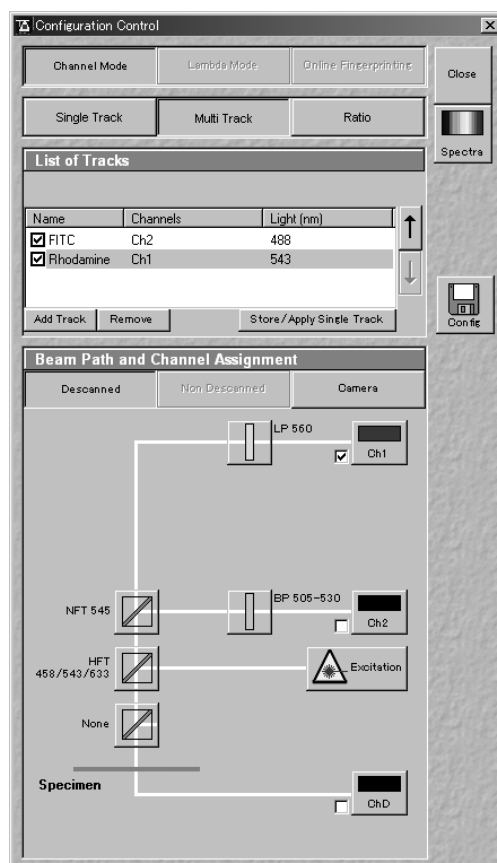 Configuration Control
Channel Mode
Lambda Mode
Online Fingerprinting
Close
Single Track
Multi Track
Ratio
Spectra
List of Tracks
Name Channels Light (nm)
FITC Ch2 488
Rhodamine Ch1 543
Add Track
Remove
Store/Apply Single Track
Config
Beam Path and Channel Assignment
Descanned
Non Descanned
Camera
LP 560
Ch1
NFT 545
BP 505-530
Ch2
HFT
458/543/633
Excitation
None
Specimen
ChD